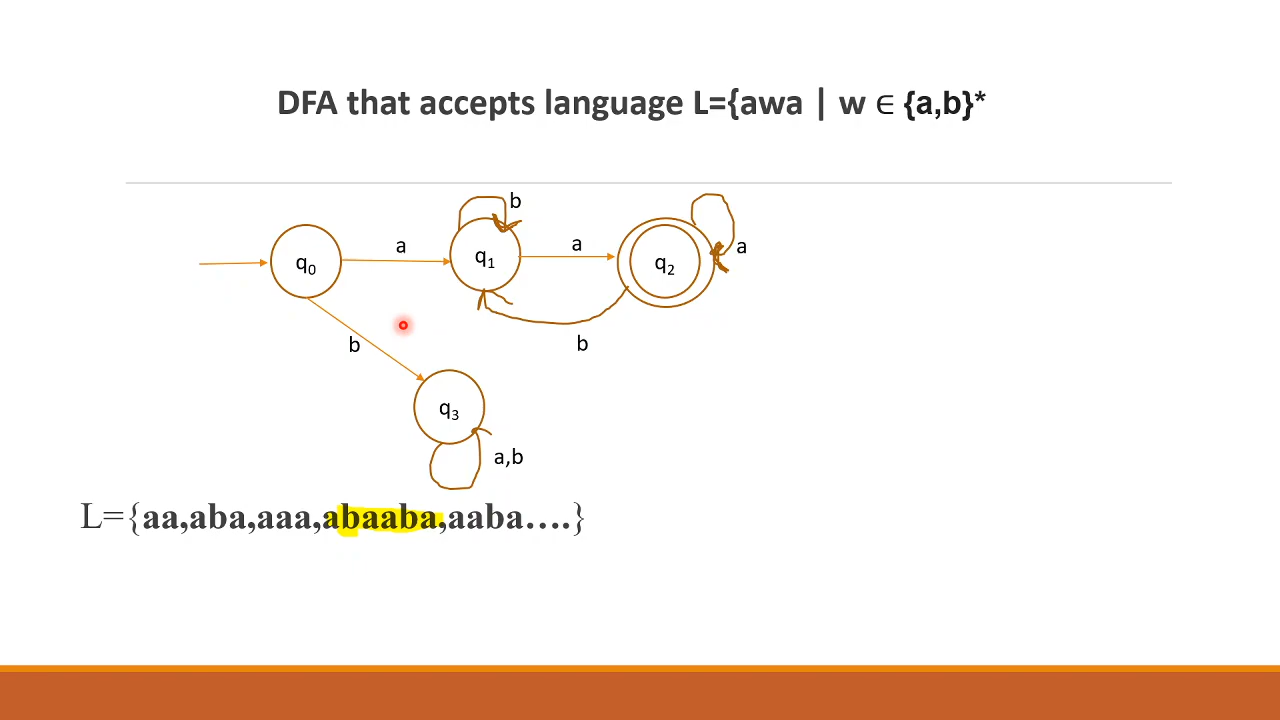 DFA that accepts language L={awa | w ∈ {a,b}*
b
a
a
a
q₀
q₁
q₂
b
b
q₃
a,b
L={aa,aba,aaa,abaaba,aaba….}